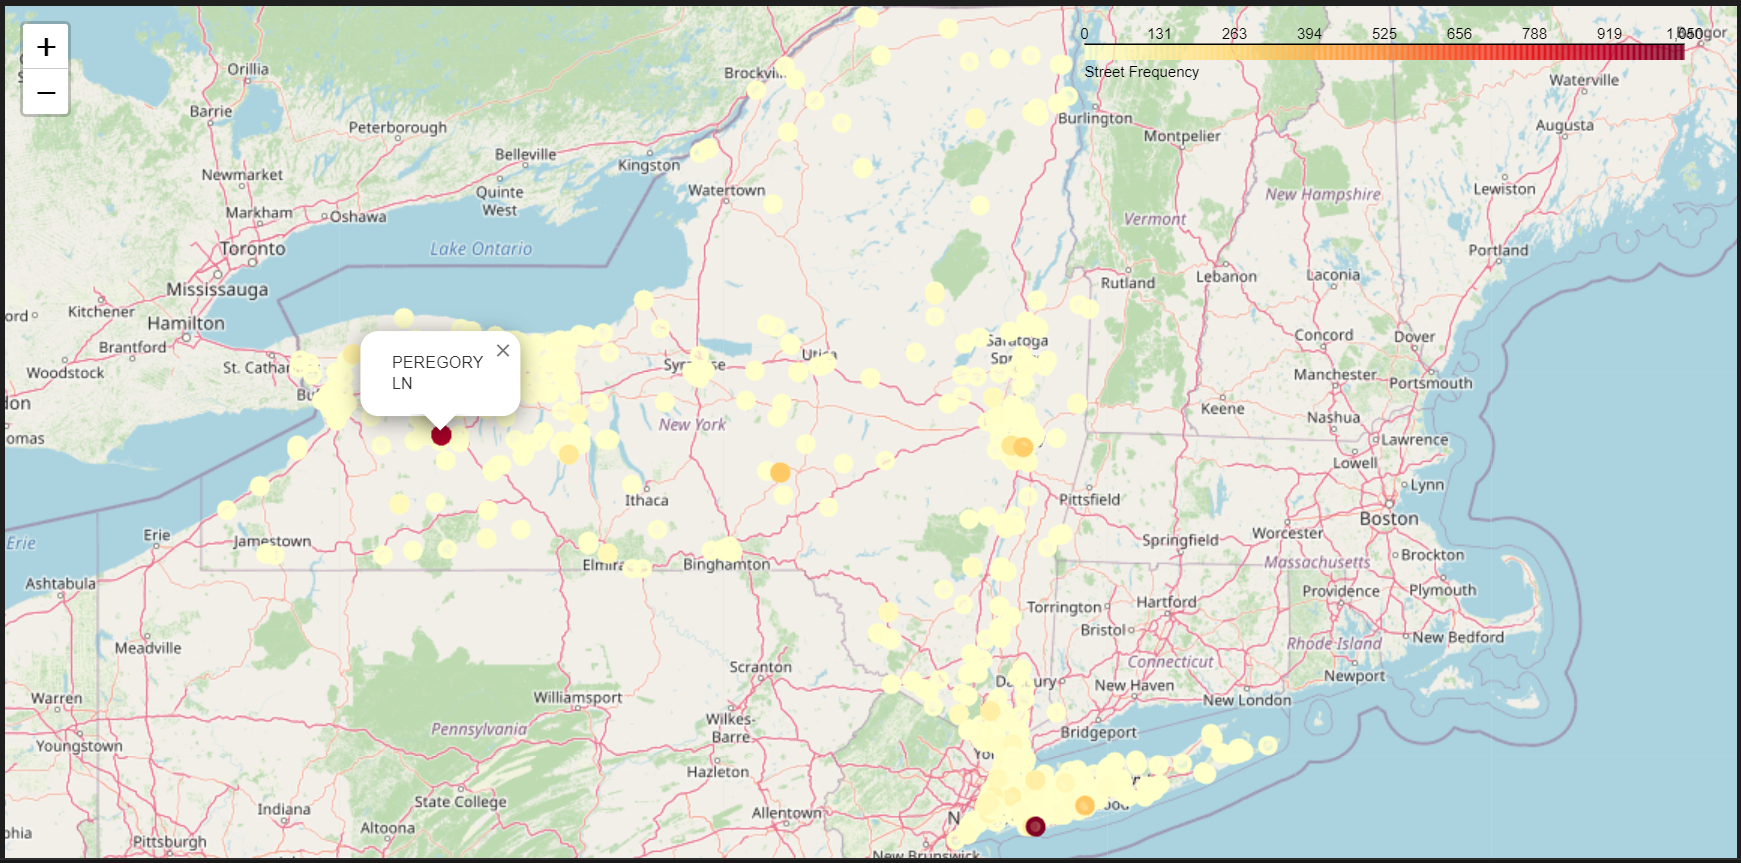 +
−
0 131 263 394 525 656 788 919 1,050
Street Frequency
Orillia
Brockvill
Waterville
Barrie
Peterborough
Burlington
Augusta
Belleville
Montpelier
Kingston
Newmarket
Quinte
West
Watertown
New Hampshire
Lewiston
Markham
Oshawa
Vermont
Toronto
Lake Ontario
Portland
Mississauga
Rutland
Lebanon
Laconia
Kitchener
Hamilton
Saratoga
Concord
Dover
Brantford
Utica
Woodstock
St. Cathar
PEREGORY
LN
×
Manchester
Portsmouth
Keene
Nashua
New York
Lawrence
Lowell
Lynn
Ithaca
Pittsfield
Boston
Erie
Erie
Jamestown
Springfield
Worcester
Brockton
Elmira
Binghamton
Massachusetts
Ashtabula
Providence
Plymouth
Torrington
Hartford
Bristol
New Bedford
Meadville
Rhode Island
Scranton
Connecticut
Newport
Danbury
Warren
Williamsport
New Haven
New London
Wilkes-
Barre
Pennsylvania
Bridgeport
Youngstown
Hazleton
State College
Indiana
Allentown
Altoona
Pittsburgh
New Brunswick